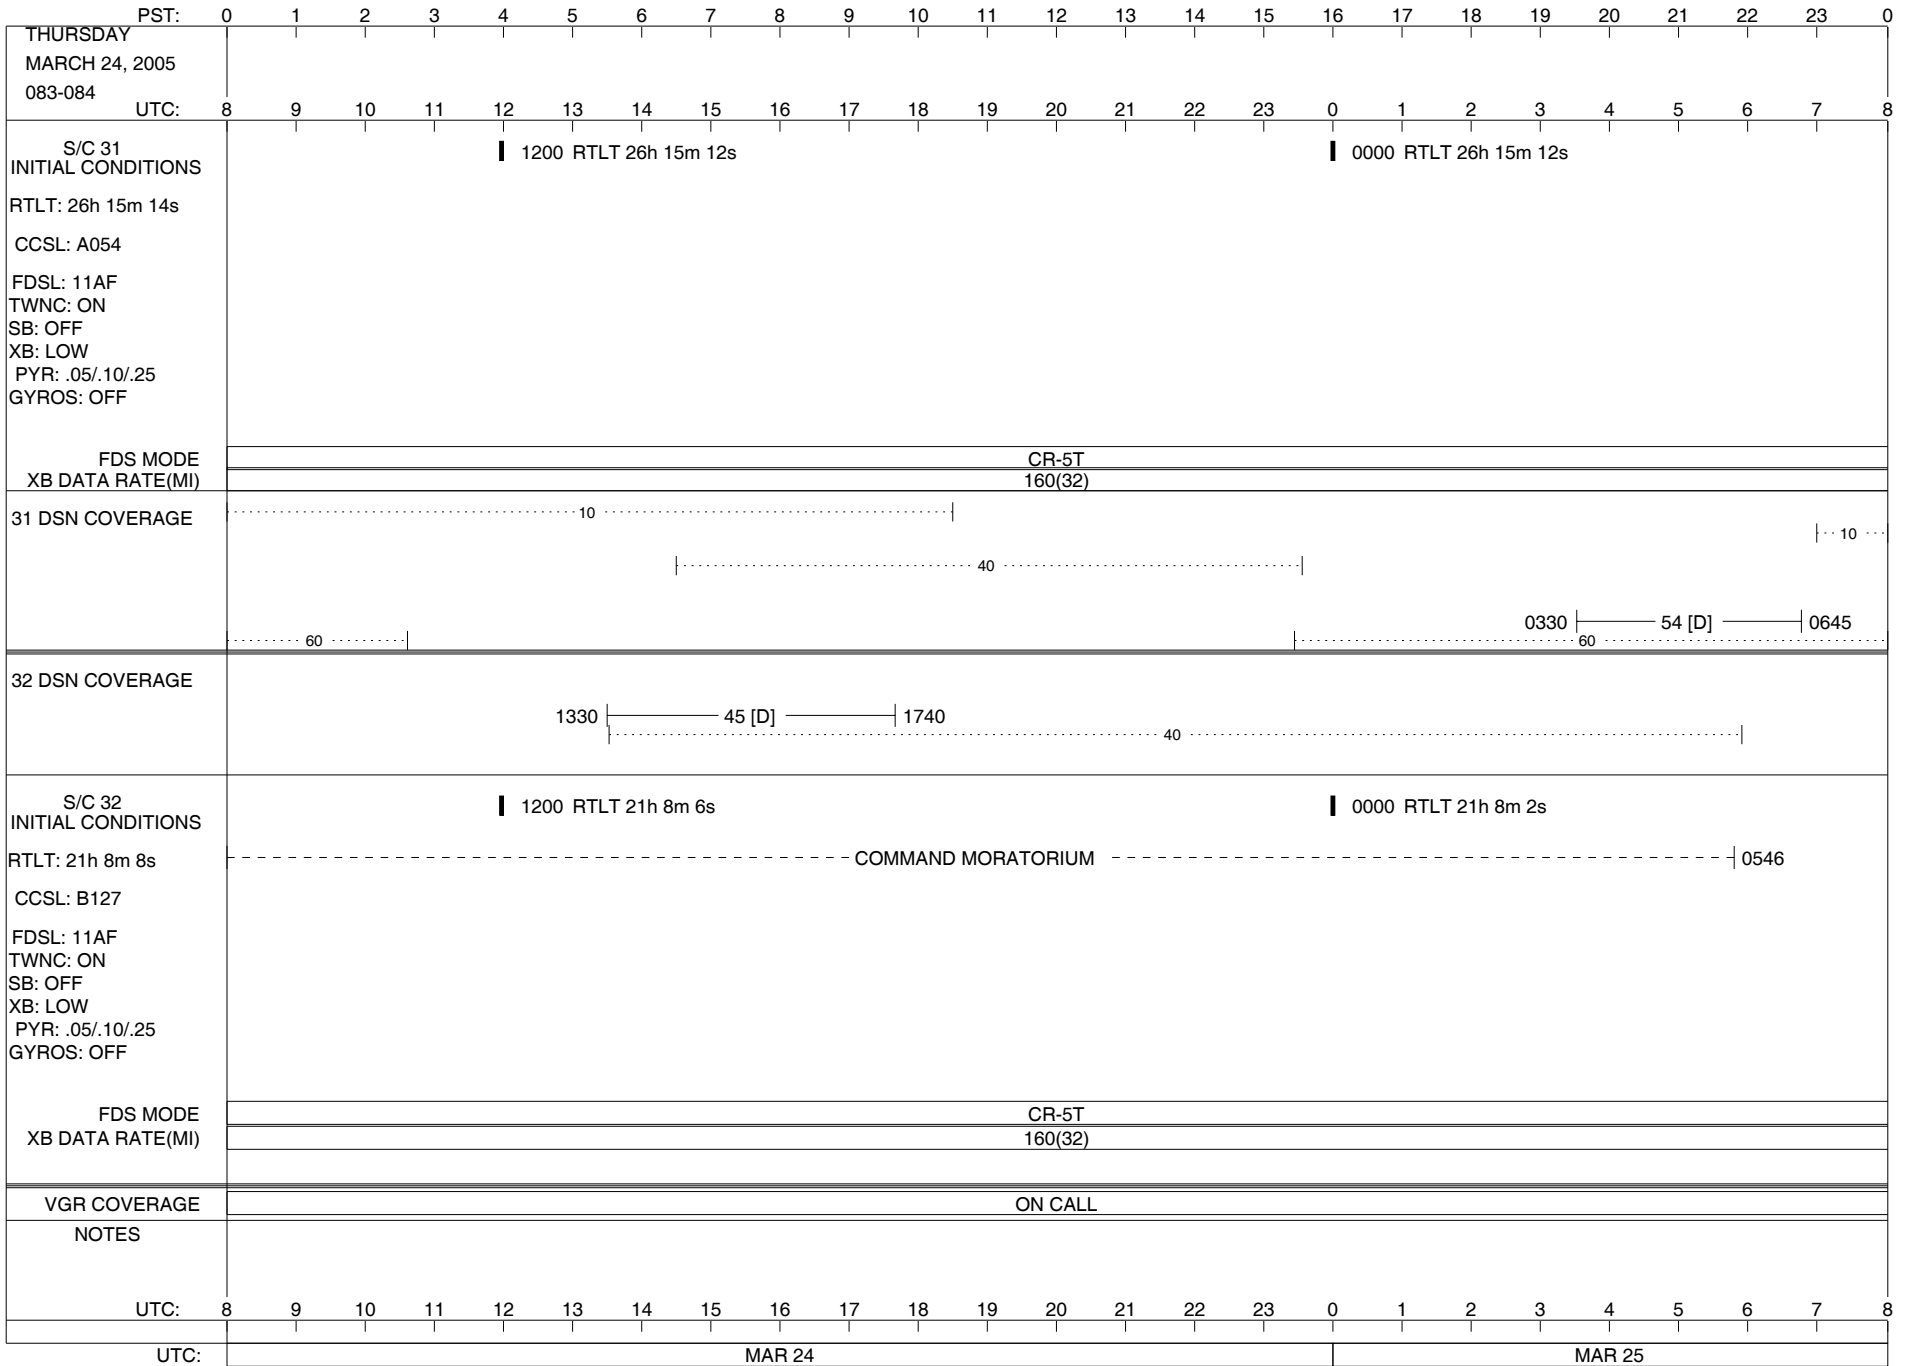 PST: 0 1 2 3 4 5 6 7 8 9 10 11 12 13 14 15 16 17 18 19 20 21 22 23 0
THURSDAY
MARCH 24, 2005
083-084
UTC: 8 9 10 11 12 13 14 15 16 17 18 19 20 21 22 23 0 1 2 3 4 5 6 7 8
S/C 31
INITIAL CONDITIONS
1200 RTLT 26h 15m 12s
0000 RTLT 26h 15m 12s
RTLT: 26h 15m 14s
CCSL: A054
FDSL: 11AF
TWNC: ON
SB: OFF
XB: LOW
PYR: .05/.10/.25
GYROS: OFF
FDS MODE CR-5T
XB DATA RATE(MI) 160(32)
31 DSN COVERAGE
10
10
40
0330 54 [D] 0645
60 60
32 DSN COVERAGE
1330 45 [D] 1740
40
S/C 32
INITIAL CONDITIONS
1200 RTLT 21h 8m 6s
0000 RTLT 21h 8m 2s
RTLT: 21h 8m 8s
COMMAND MORATORIUM 0546
CCSL: B127
FDSL: 11AF
TWNC: ON
SB: OFF
XB: LOW
PYR: .05/.10/.25
GYROS: OFF
FDS MODE CR-5T
XB DATA RATE(MI) 160(32)
VGR COVERAGE ON CALL
NOTES
UTC: 8 9 10 11 12 13 14 15 16 17 18 19 20 21 22 23 0 1 2 3 4 5 6 7 8
UTC: MAR 24 MAR 25